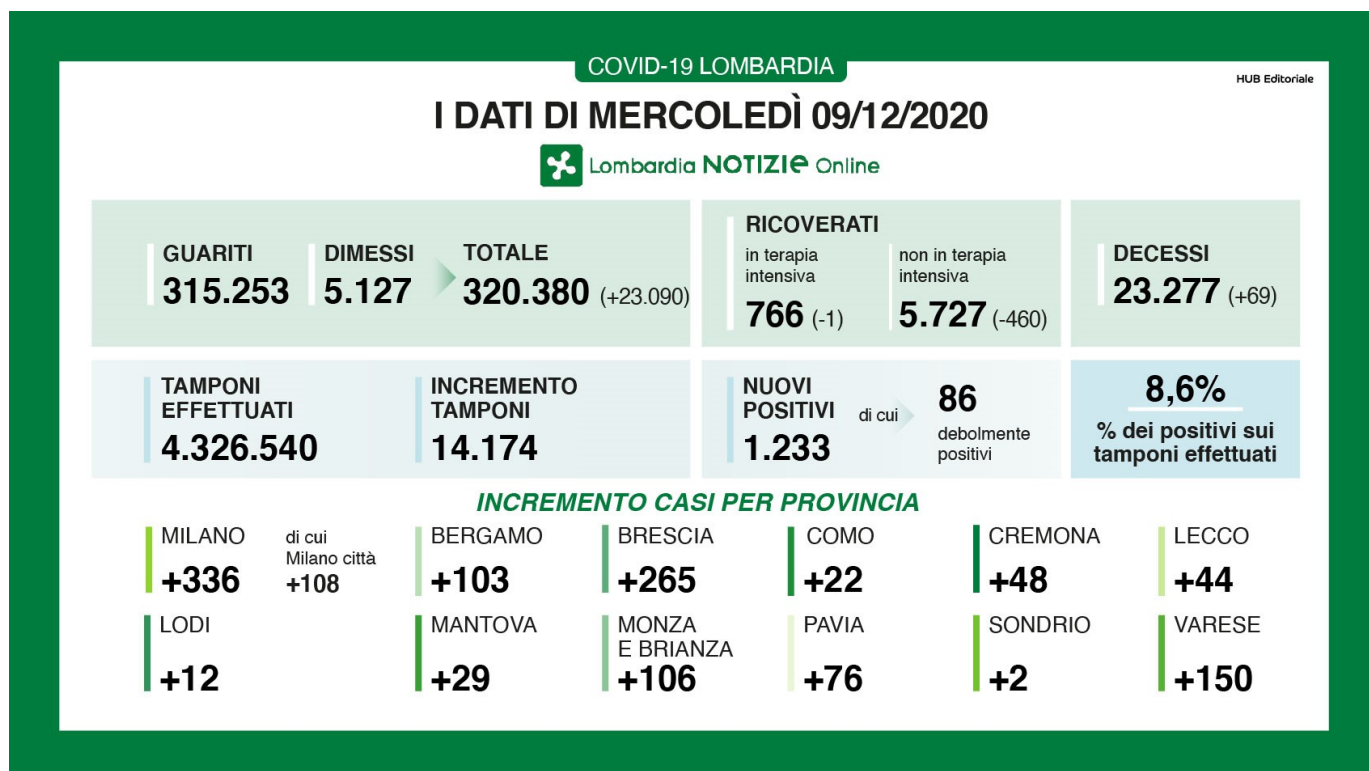 COVID-19 LOMBARDIA
HUB Editoriale
I DATI DI MERCOLEDÌ 09/12/2020
Lombardia NOTIZIE Online
GUARITI
315.253
DIMESSI
5.127
TOTALE
320.380 (+23.090)
RICOVERATI
in terapia
intensiva
766 (-1)
non in terapia
intensiva
5.727 (-460)
DECESSI
23.277 (+69)
TAMPONI
EFFETTUATI
4.326.540
INCREMENTO
TAMPONI
14.174
NUOVI
POSITIVI
1.233
di cui
86
debolmente
positivi
8,6%
% dei positivi sui
tamponi effettuati
INCREMENTO CASI PER PROVINCIA
MILANO
+336
di cui
Milano città
+108
BERGAMO
+103
BRESCIA
+265
COMO
+22
CREMONA
+48
LECCO
+44
LODI
+12
MANTOVA
+29
MONZA
E BRIANZA
+106
PAVIA
+76
SONDRIO
+2
VARESE
+150